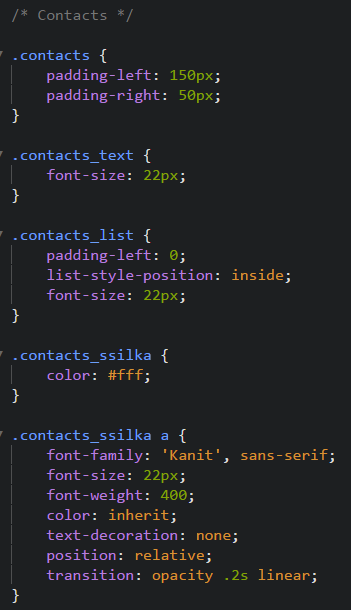 /* Contacts */
.contacts {
padding-left: 150px;
padding-right: 50px;
}
.contacts_text {
font-size: 22px;
}
.contacts_list {
padding-left: 0;
list-style-position: inside;
font-size: 22px;
}
.contacts_ssilka {
color: #fff;
}
.contacts_ssilka a {
font-family: 'Kanit', sans-serif;
font-size: 22px;
font-weight: 400;
color: inherit;
text-decoration: none;
position: relative;
transition: opacity .2s linear;
}